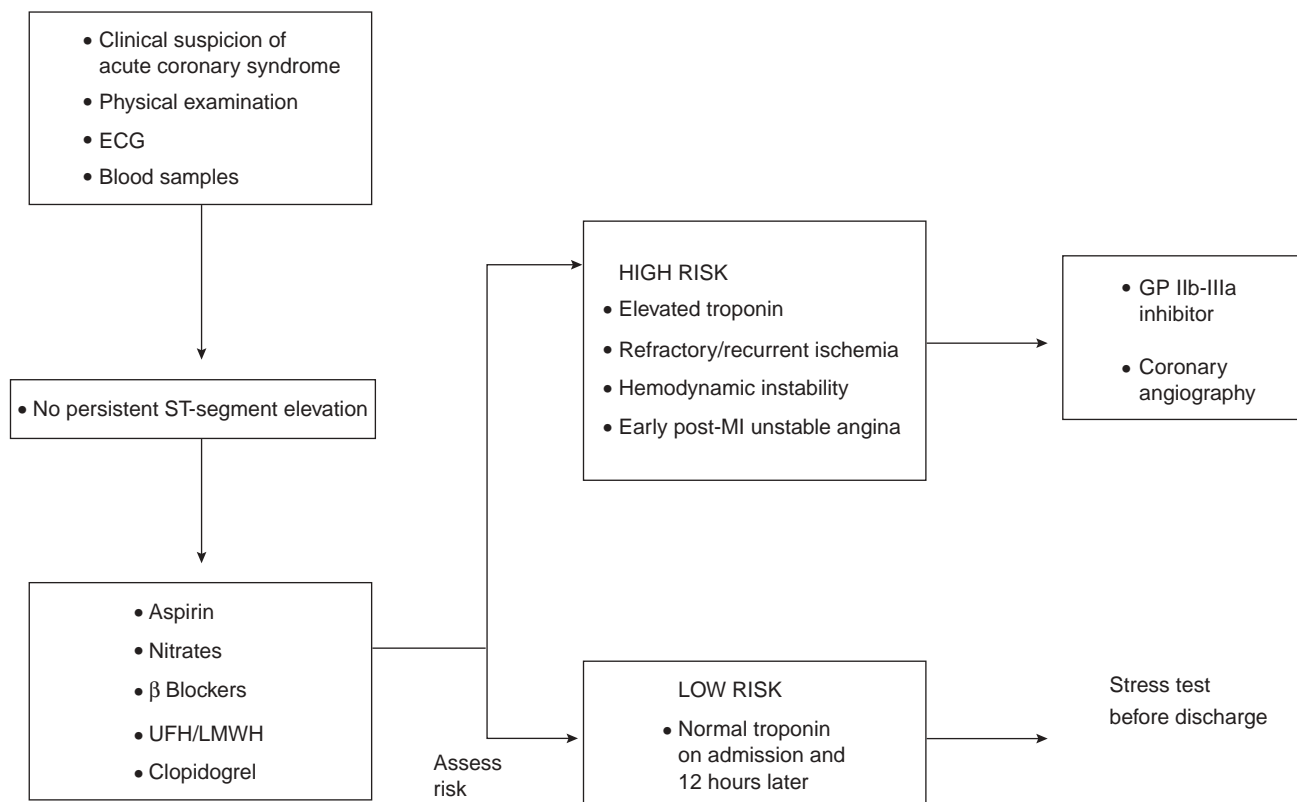 • Clinical suspicion of
acute coronary syndrome
• Physical examination
• ECG
• Blood samples
• No persistent ST-segment elevation
• Aspirin
• Nitrates
• β Blockers
• UFH/LMWH
• Clopidogrel
Assess
risk
HIGH RISK
• Elevated troponin
• Refractory/recurrent ischemia
• Hemodynamic instability
• Early post-MI unstable angina
• GP IIb-IIIa
inhibitor
• Coronary
angiography
LOW RISK
• Normal troponin
on admission and
12 hours later
Stress test
before discharge